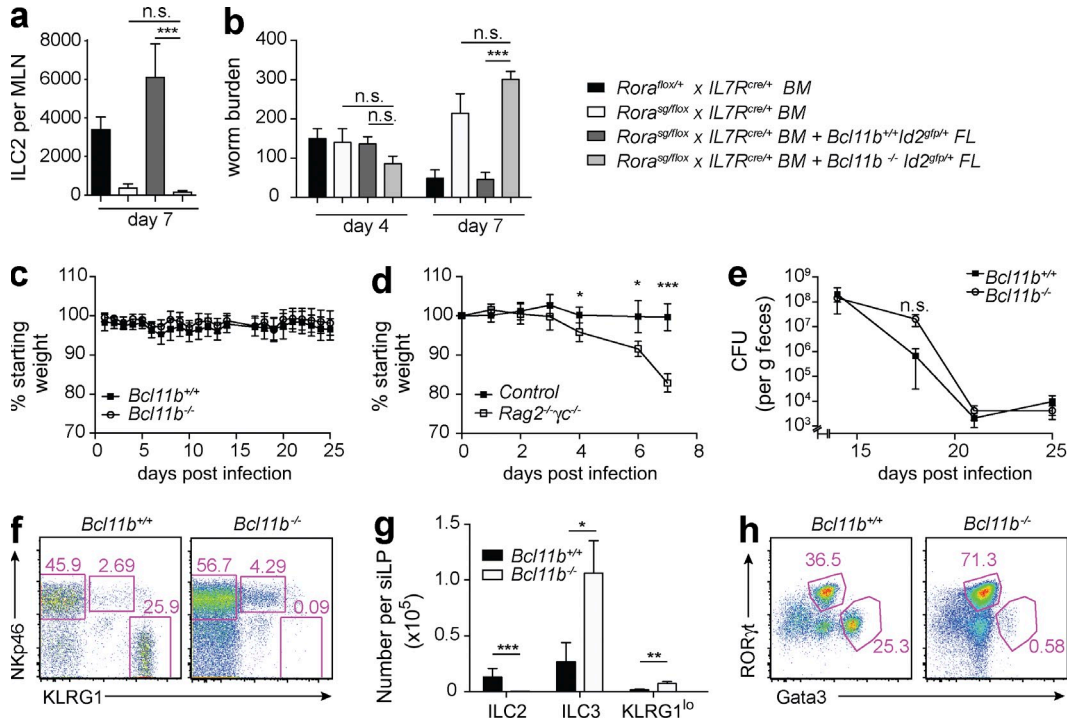 a
ILC2 per MLN
8000
6000
4000
2000
0
n.s.
***
day 7
b
worm burden
400
300
200
100
0
n.s.
n.s.
n.s.
***
day 4
day 7
Rora^flox/+ x IL7R^cre/+ BM
Rora^sg/flox x IL7R^cre/+ BM
Rora^sg/flox x IL7R^cre/+ BM + Bcl11b^+/+Id2^gfp/+ FL
Rora^sg/flox x IL7R^cre/+ BM + Bcl11b^-/- Id2^gfp/+ FL
c
% starting
weight
110
100
90
80
70
Bcl11b^+/+
Bcl11b^-/-
0 5 10 15 20 25
days post infection
d
% starting
weight
110
100
90
80
70
* * ***
Control
Rag2^-/-γc^-/-
0 2 4 6 8
days post infection
e
CFU
(per g feces)
10^9
10^8
10^7
10^6
10^5
10^4
10^3
n.s.
Bcl11b^+/+
Bcl11b^-/-
15 20 25
days post infection
f
Bcl11b^+/+
Bcl11b^-/-
45.9 2.69
25.9
56.7 4.29
0.09
NKp46
KLRG1
g
Number per siLP
(x10^5)
1.5
1.0
0.5
0
Bcl11b^+/+
Bcl11b^-/-
***
*
**
ILC2 ILC3 KLRG1^lo
h
Bcl11b^+/+
Bcl11b^-/-
36.5
25.3
71.3
0.58
RORγt
Gata3